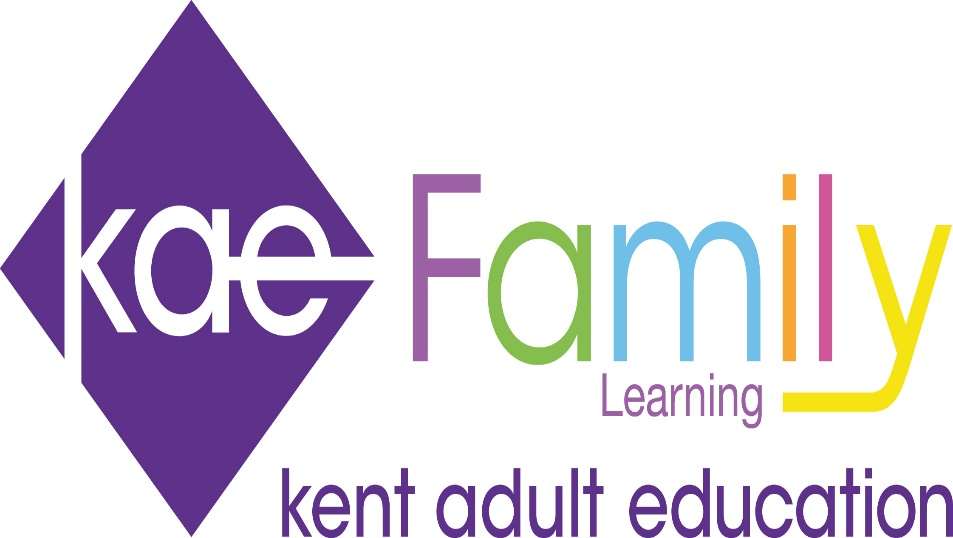 kae
Family
Learning
kent adult education